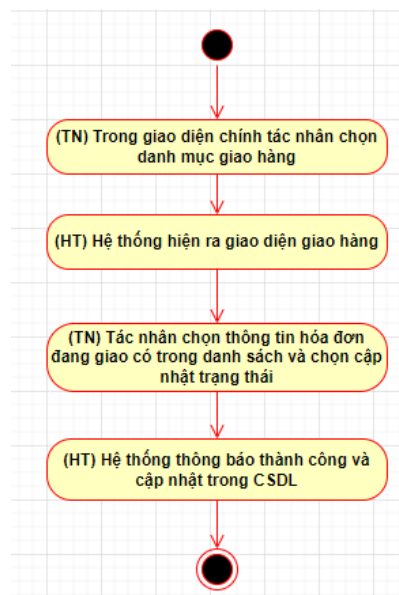 (TN) Trong giao diện chính tác nhân chọn
danh mục giao hàng
(HT) Hệ thống hiện ra giao diện giao hàng
(TN) Tác nhân chọn thông tin hóa đơn
đang giao có trong danh sách và chọn cập
nhật trạng thái
(HT) Hệ thống thông báo thành công và
cập nhật trong CSDL